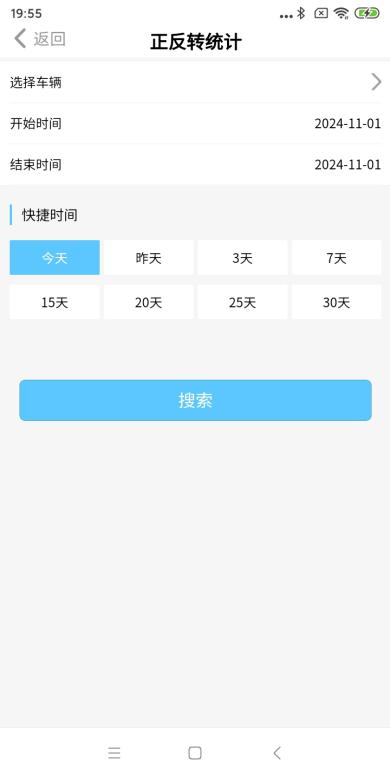 19:55
返回
正反转统计
选择车辆
开始时间 2024-11-01
结束时间 2024-11-01
快捷时间
今天 昨天 3天 7天
15天 20天 25天 30天
搜索